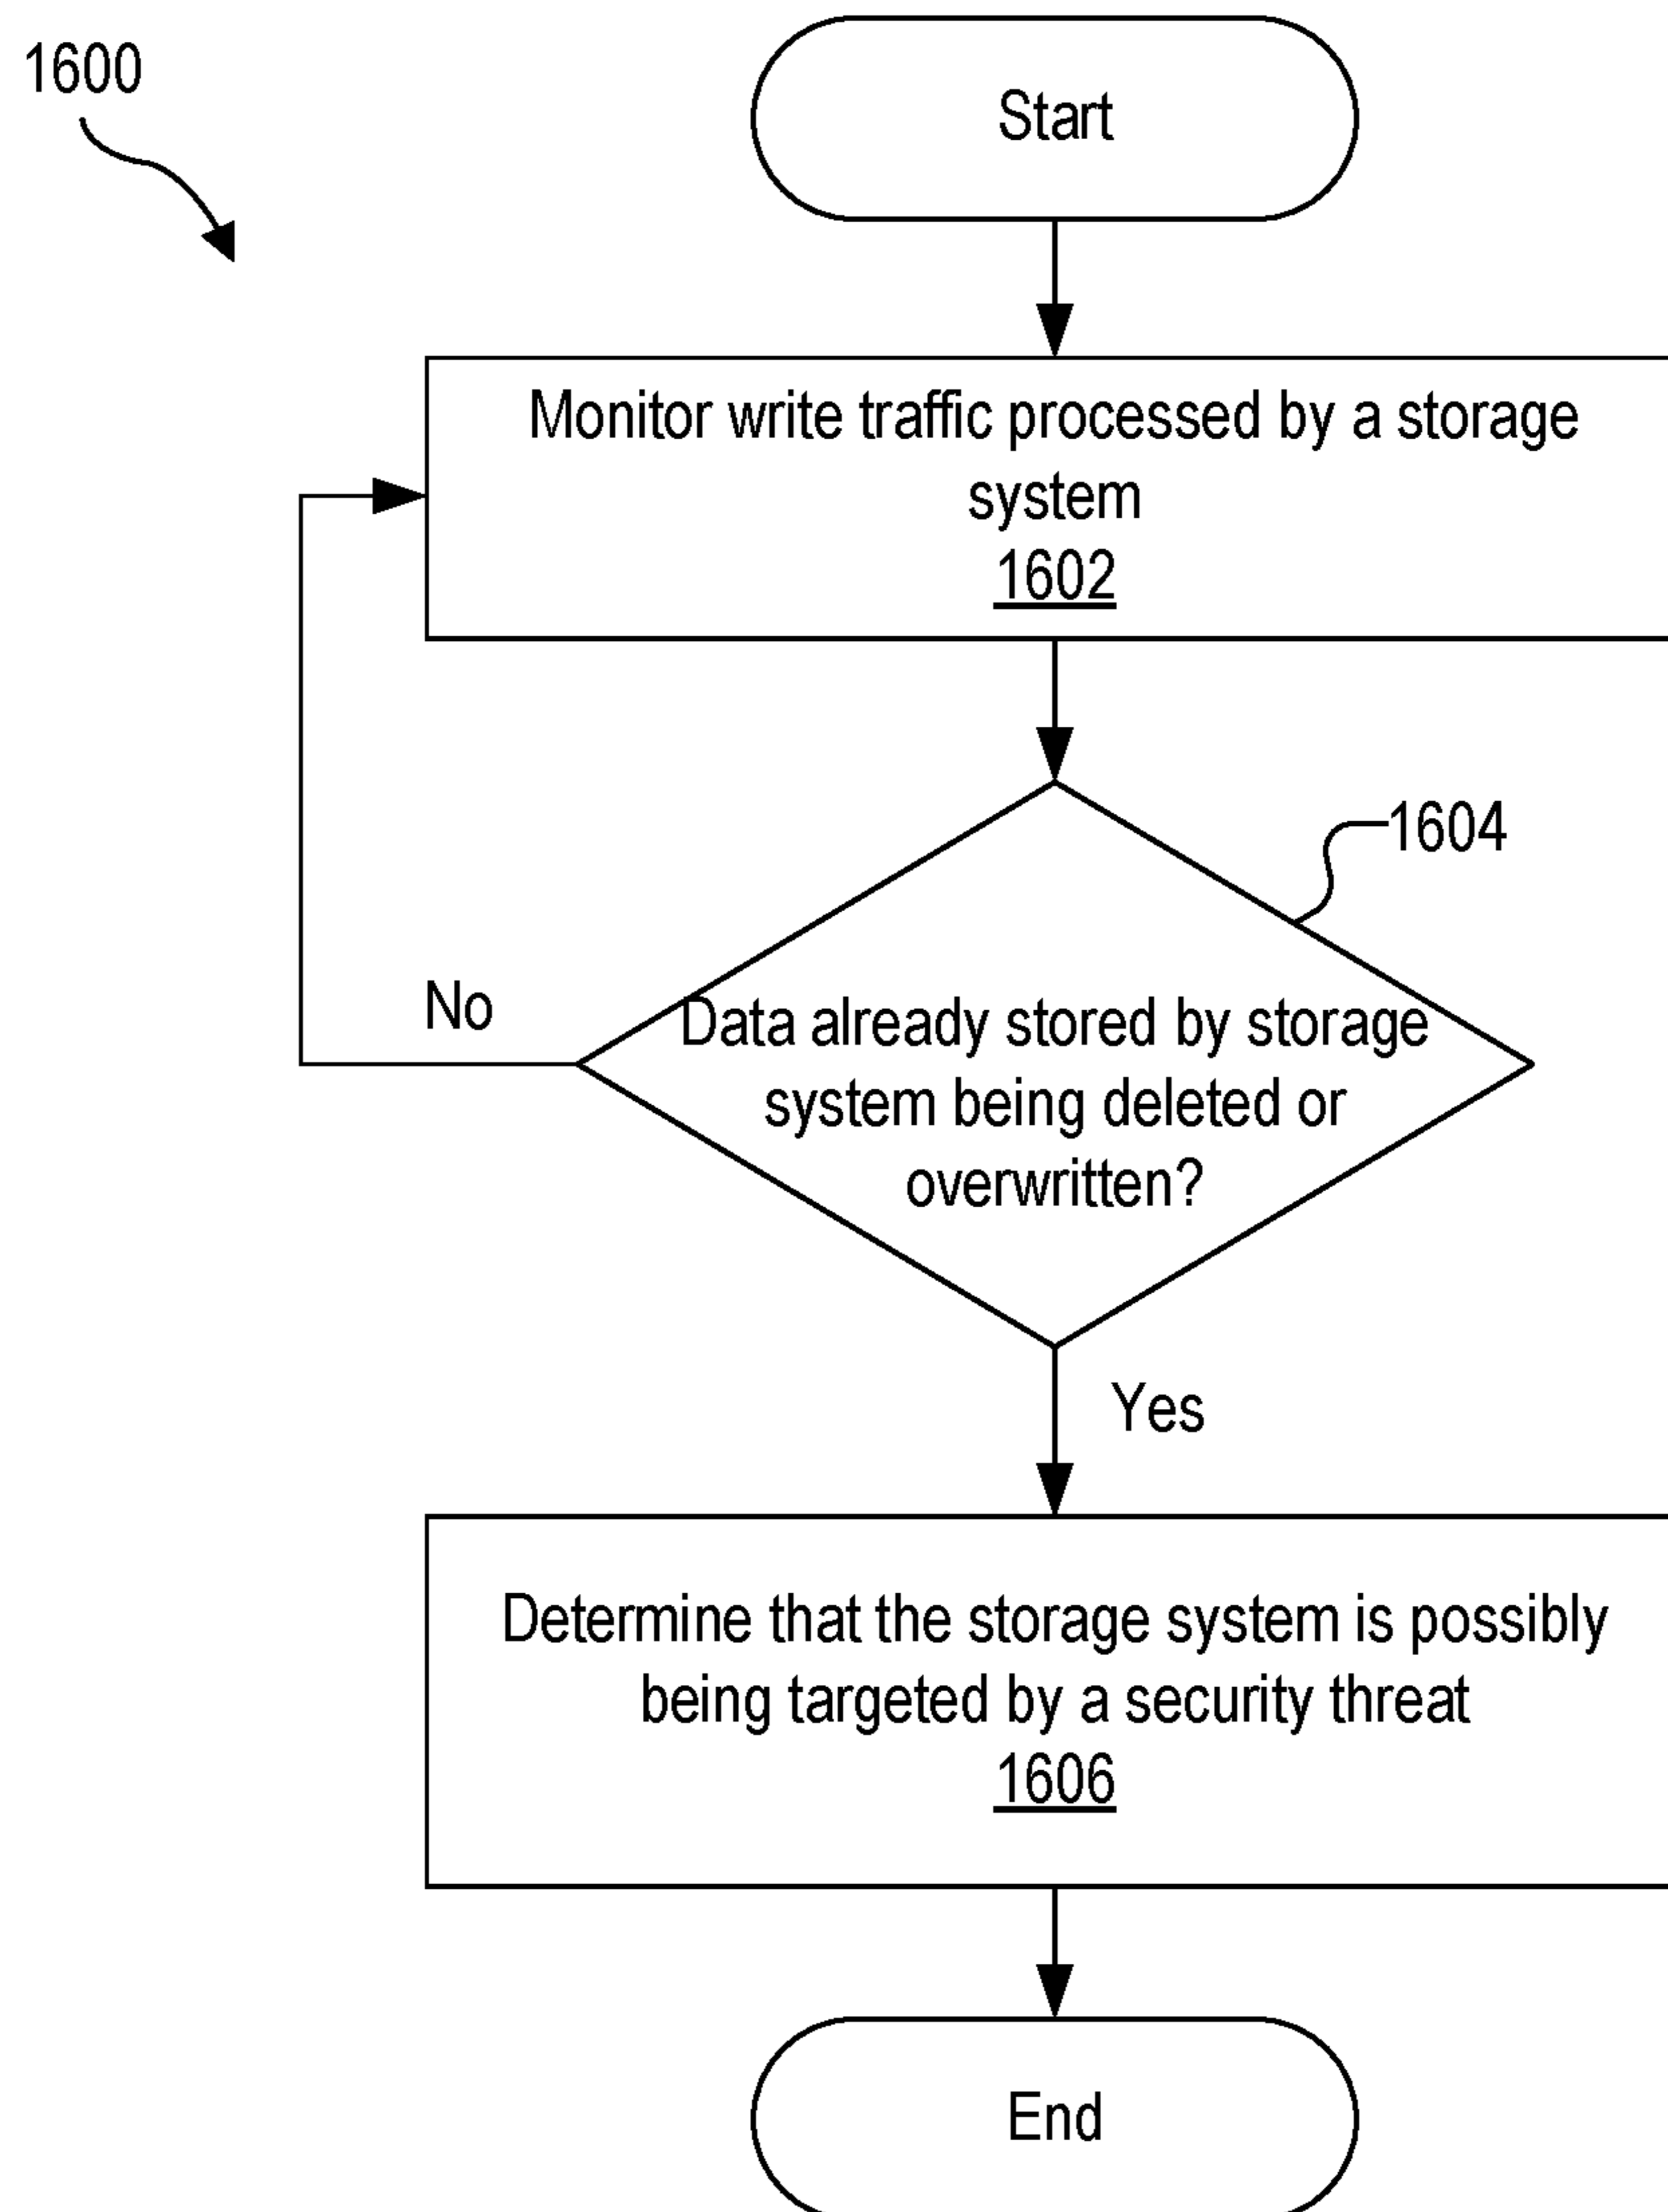 1600
Start
Monitor write traffic processed by a storage
system
1602
1604
No
Data already stored by storage
system being deleted or
overwritten?
Yes
Determine that the storage system is possibly
being targeted by a security threat
1606
End